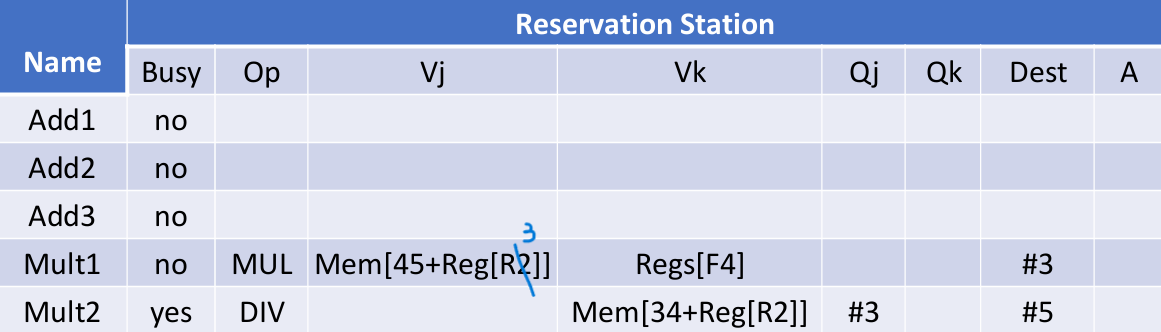 Reservation Station
Name Busy Op Vj Vk Qj Qk Dest A
Add1 no
Add2 no
Add3 no
3
Mult1 no MUL Mem[45+Reg[R2]] Regs[F4] #3
Mult2 yes DIV Mem[34+Reg[R2]] #3 #5